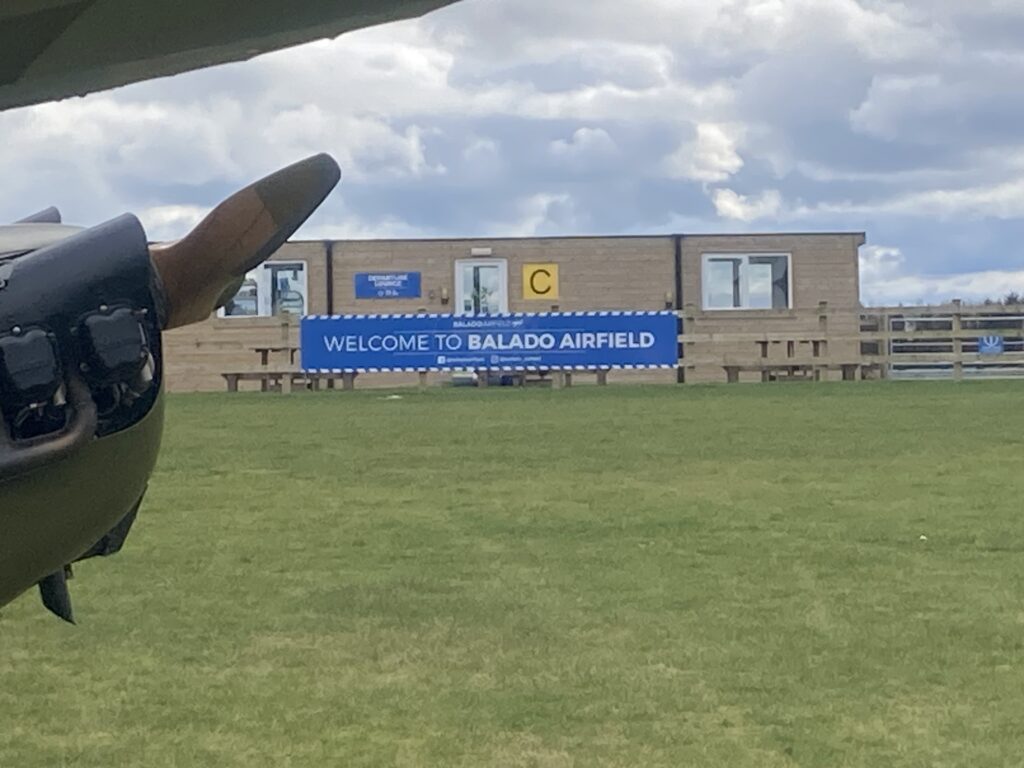 DEPARTURE
LOUNGE
C
BALADO AIRFIELD
WELCOME TO BALADO AIRFIELD